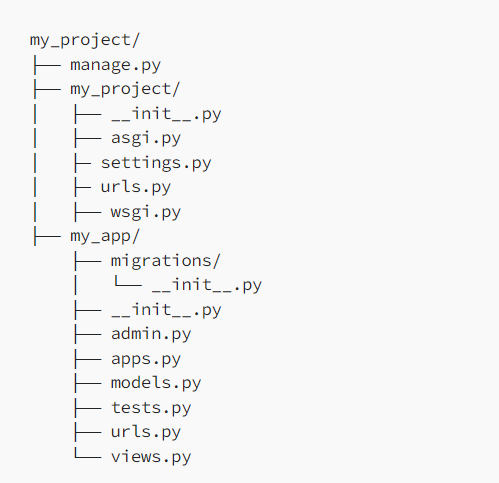 my_project/
├── manage.py
├── my_project/
│   ├── __init__.py
│   ├── asgi.py
│   ├─ settings.py
│   ├─ urls.py
│   ├── wsgi.py
├── my_app/
    ├── migrations/
    │   └── __init__.py
    ├── __init__.py
    ├── admin.py
    ├── apps.py
    ├── models.py
    ├── tests.py
    ├── urls.py
    └── views.py